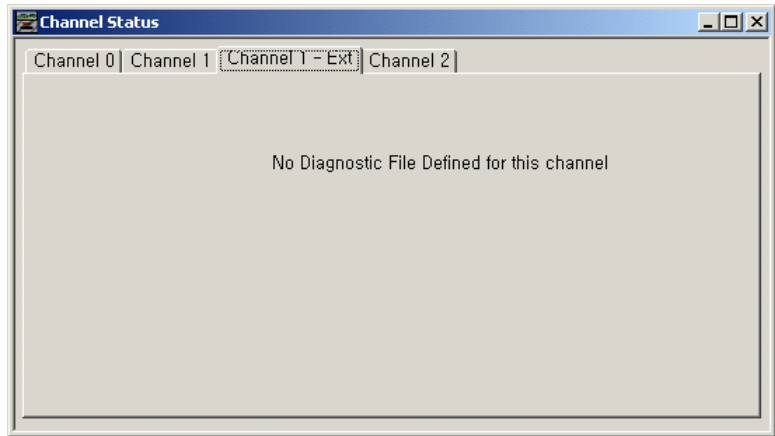 Channel Status
Channel 0 Channel 1 Channel 1 - Ext Channel 2
No Diagnostic File Defined for this channel